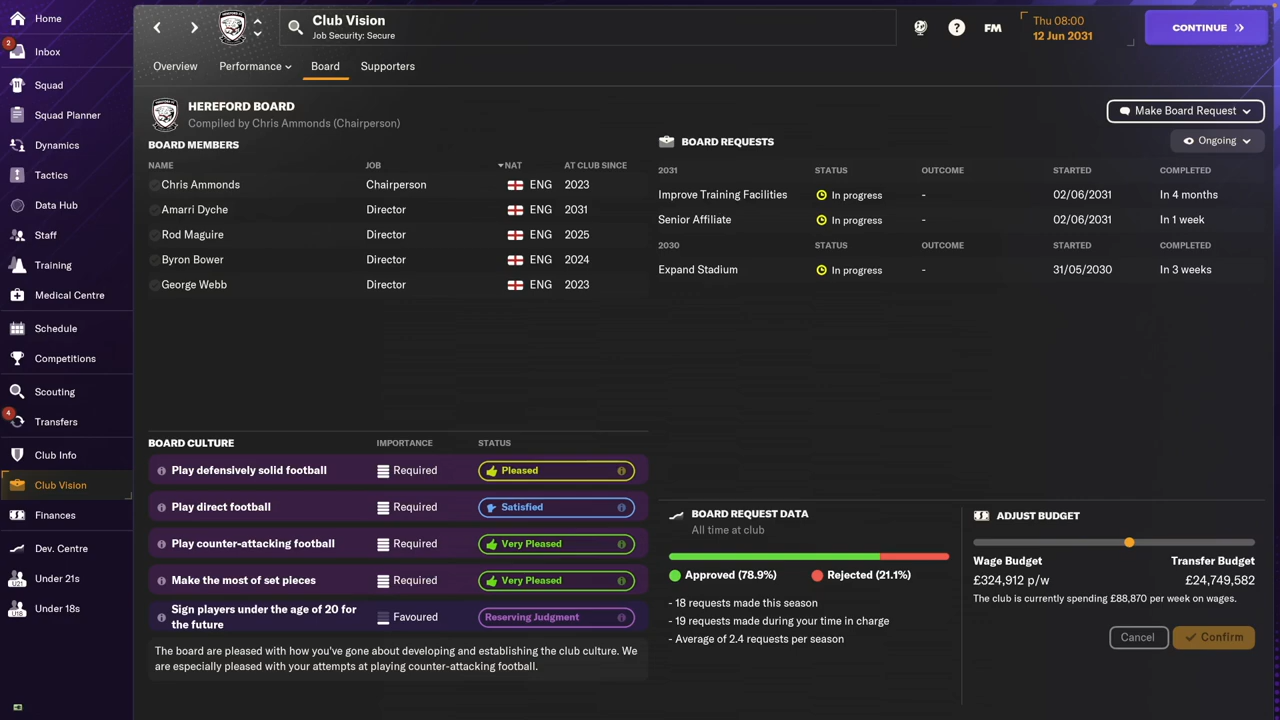 Home
2
Inbox
Squad
Squad Planner
Dynamics
Tactics
Data Hub
Staff
Training
Medical Centre
Schedule
Competitions
Scouting
4
Transfers
Club Info
Club Vision
Finances
Dev. Centre
U21
Under 21s
U18
Under 18s
Club Vision
Job Security: Secure
?
FM
Thu 08:00
12 Jun 2031
CONTINUE
Overview
Performance
Board
Supporters
HEREFORD BOARD
Compiled by Chris Ammonds (Chairperson)
Make Board Request
BOARD MEMBERS
NAME JOB NAT AT CLUB SINCE
Chris Ammonds Chairperson ENG 2023
Amarri Dyche Director ENG 2031
Rod Maguire Director ENG 2025
Byron Bower Director ENG 2024
George Webb Director ENG 2023
BOARD REQUESTS
Ongoing
2031 STATUS OUTCOME STARTED COMPLETED
Improve Training Facilities In progress - 02/06/2031 In 4 months
Senior Affiliate In progress - 02/06/2031 In 1 week
2030 STATUS OUTCOME STARTED COMPLETED
Expand Stadium In progress - 31/05/2030 In 3 weeks
BOARD CULTURE IMPORTANCE STATUS
Play defensively solid football Required Pleased
Play direct football Required Satisfied
Play counter-attacking football Required Very Pleased
Make the most of set pieces Required Very Pleased
Sign players under the age of 20 for
the future
Favoured Reserving Judgment
The board are pleased with how you've gone about developing and establishing the club culture. We
are especially pleased with your attempts at playing counter-attacking football.
BOARD REQUEST DATA
All time at club
Approved (78.9%) Rejected (21.1%)
- 18 requests made this season
- 19 requests made during your time in charge
- Average of 2.4 requests per season
ADJUST BUDGET
Wage Budget Transfer Budget
£324,912 p/w £24,749,582
The club is currently spending £88,870 per week on wages.
Cancel
Confirm